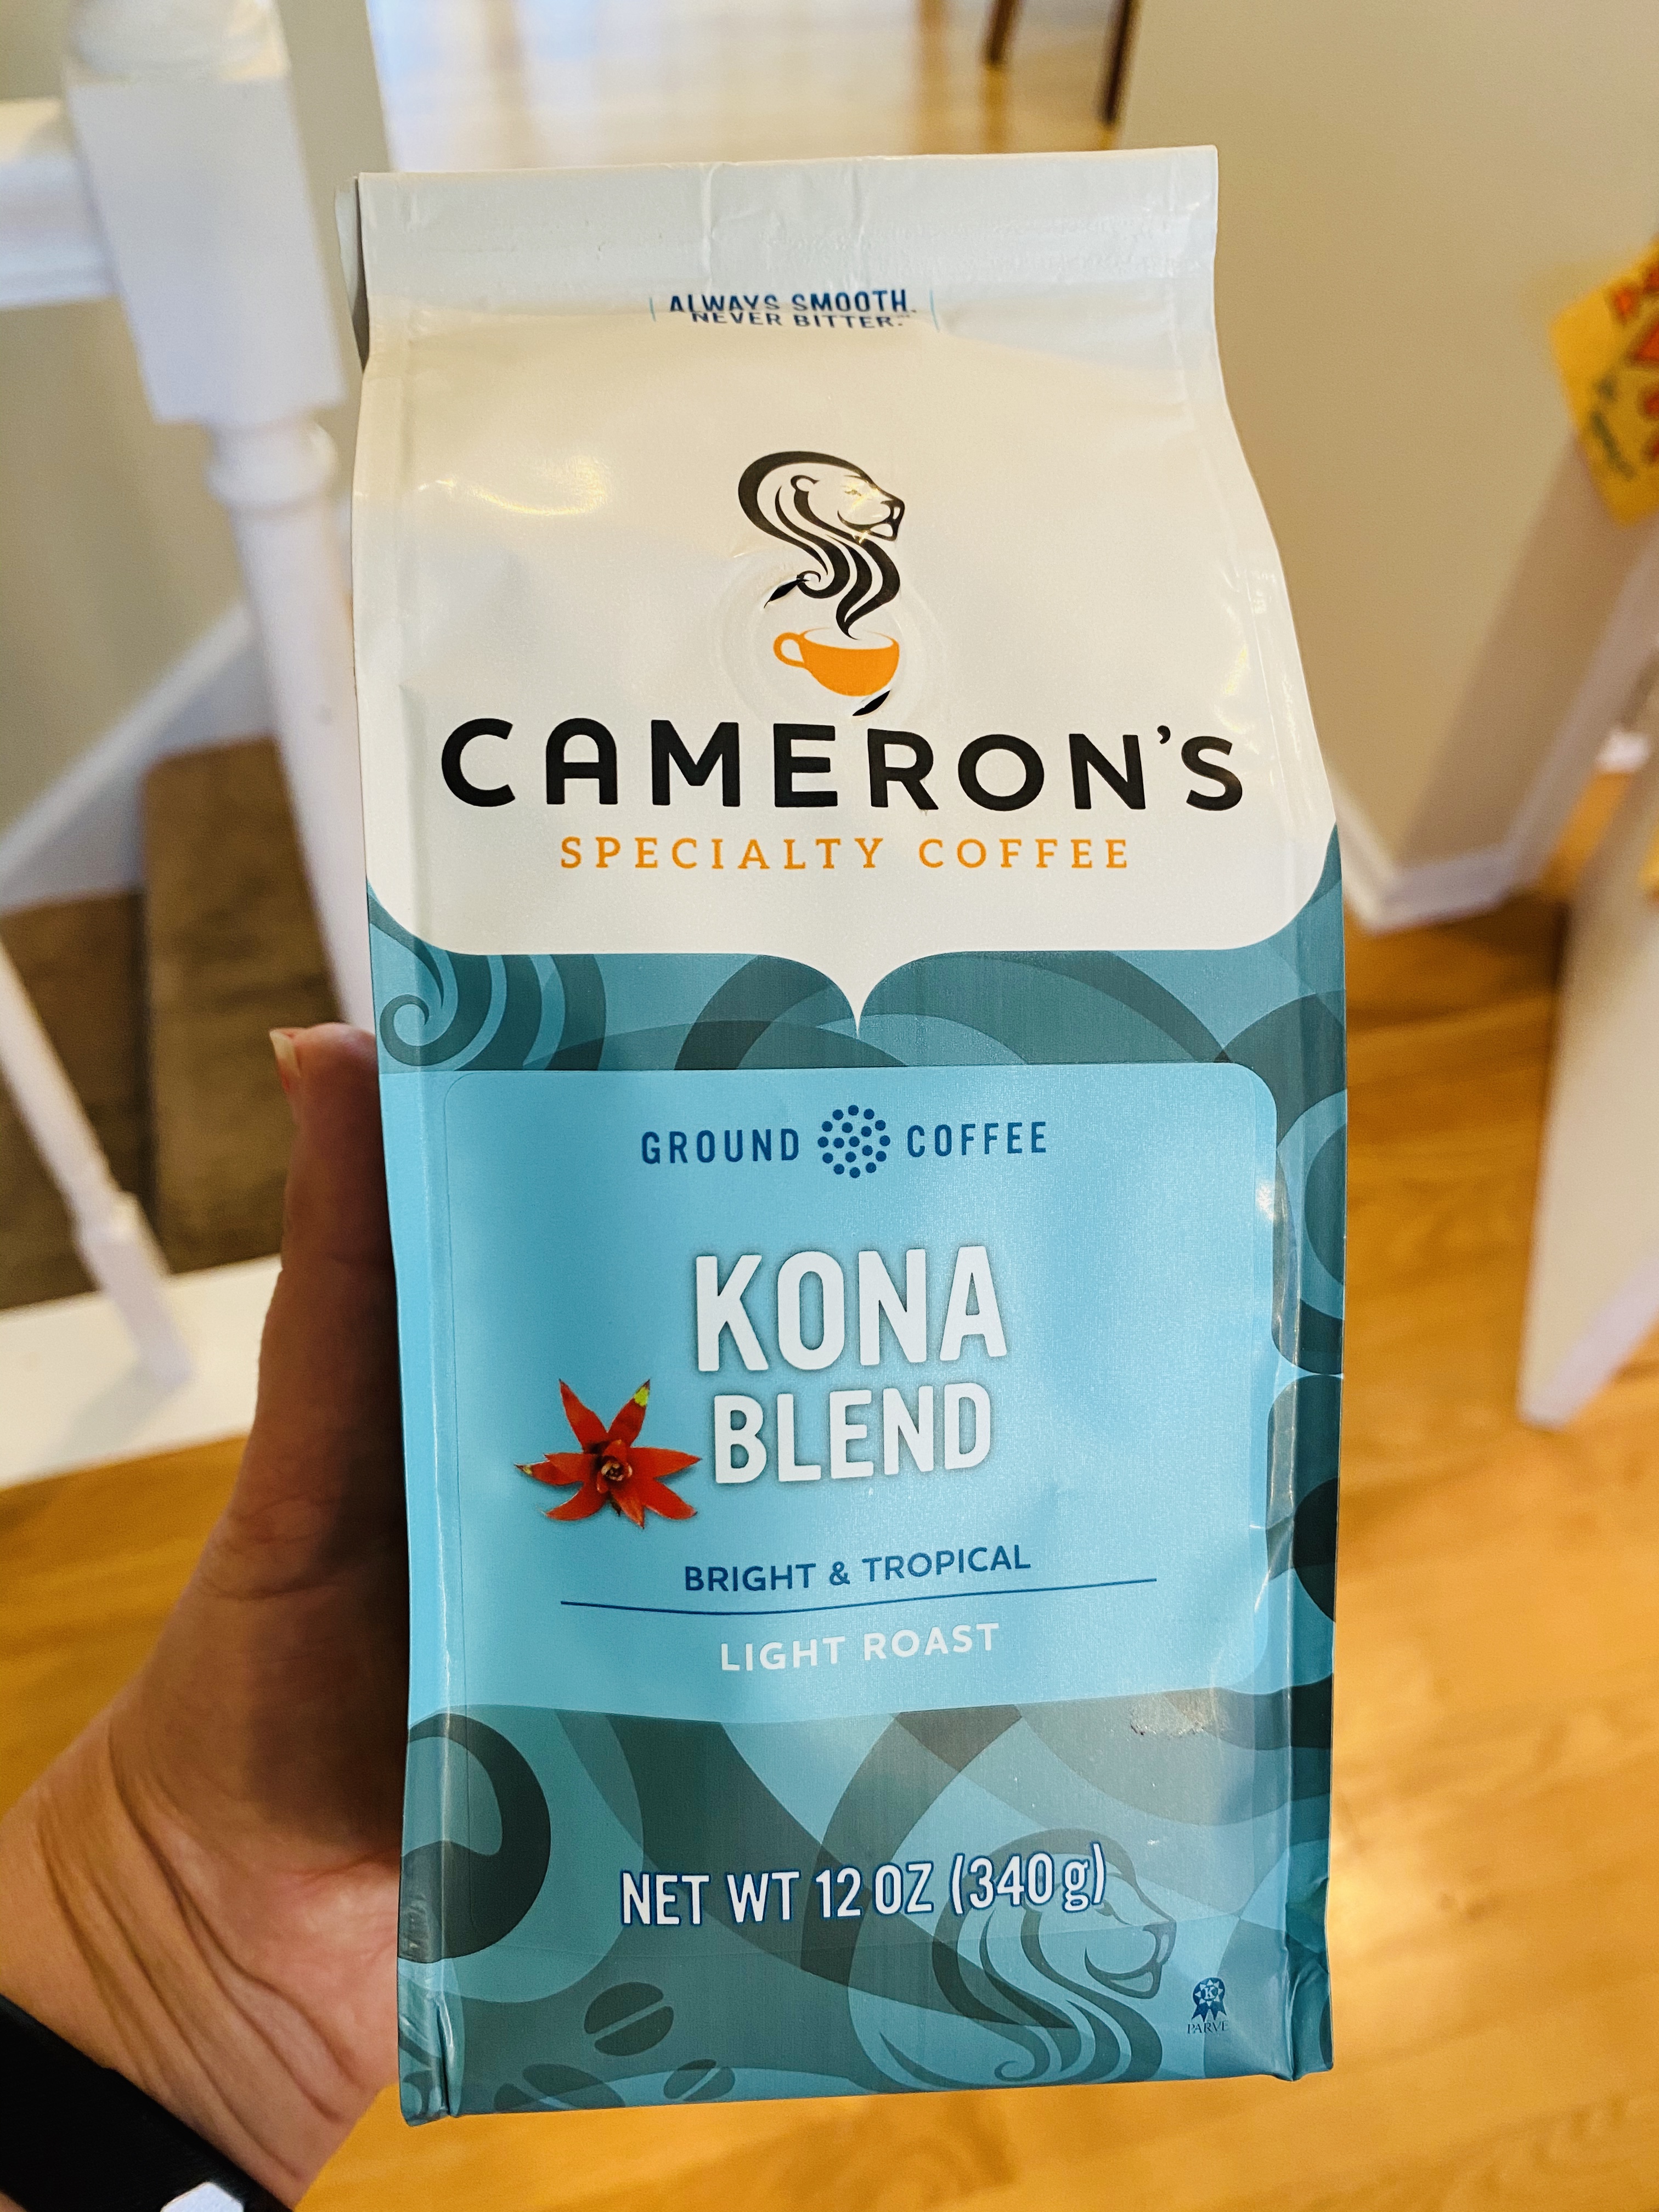 ALWAYS SMOOTH.
NEVER BITTER.
CAMERON'S
SPECIALTY COFFEE
GROUND COFFEE
KONA
BLEND
BRIGHT & TROPICAL
LIGHT ROAST
NET WT 12 OZ (340 g)
K
PARVE